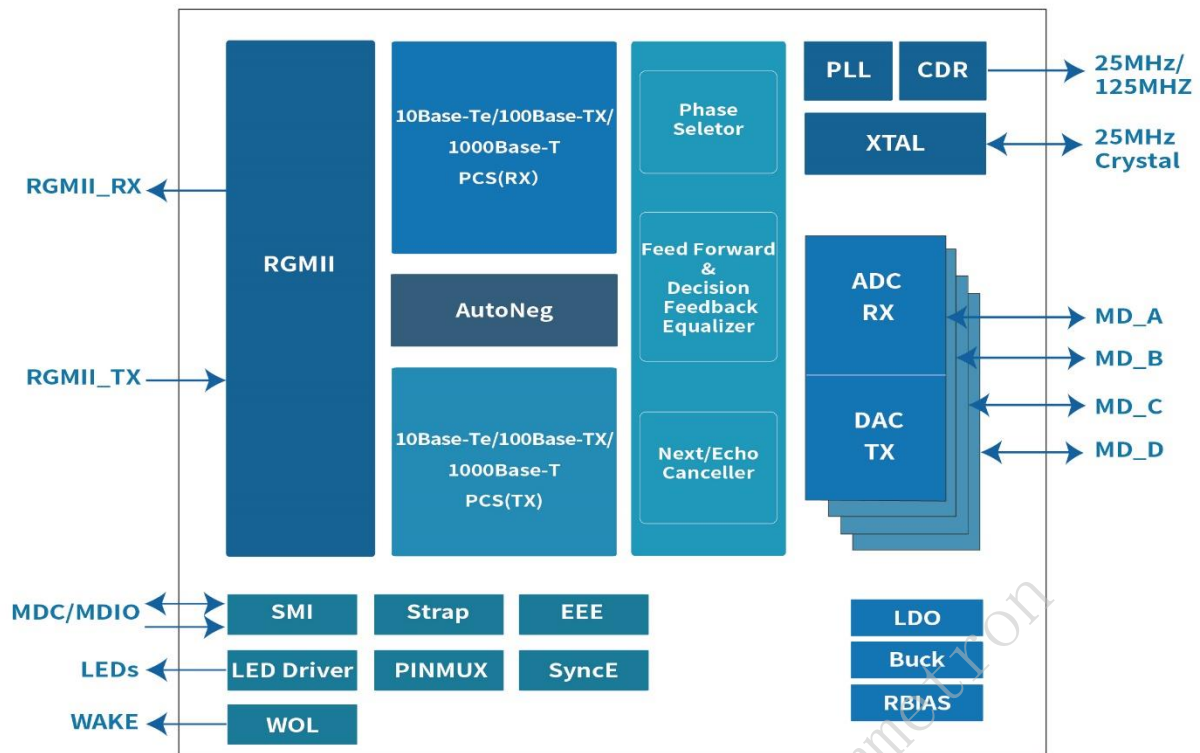 RGMII_RX
RGMII_TX
RGMII
10Base-Te/100Base-TX/
1000Base-T
PCS(RX)
AutoNeg
10Base-Te/100Base-TX/
1000Base-T
PCS(TX)
Phase
Seletor
Feed Forward
&
Decision
Feedback
Equalizer
Next/Echo
Canceller
PLL
CDR
25MHz/
125MHZ
XTAL
25MHz
Crystal
ADC
RX
DAC
TX
MD_A
MD_B
MD_C
MD_D
MDC/MDIO
SMI
Strap
EEE
LEDs
LED Driver
PINMUX
SyncE
WAKE
WOL
LDO
Buck
RBIAS